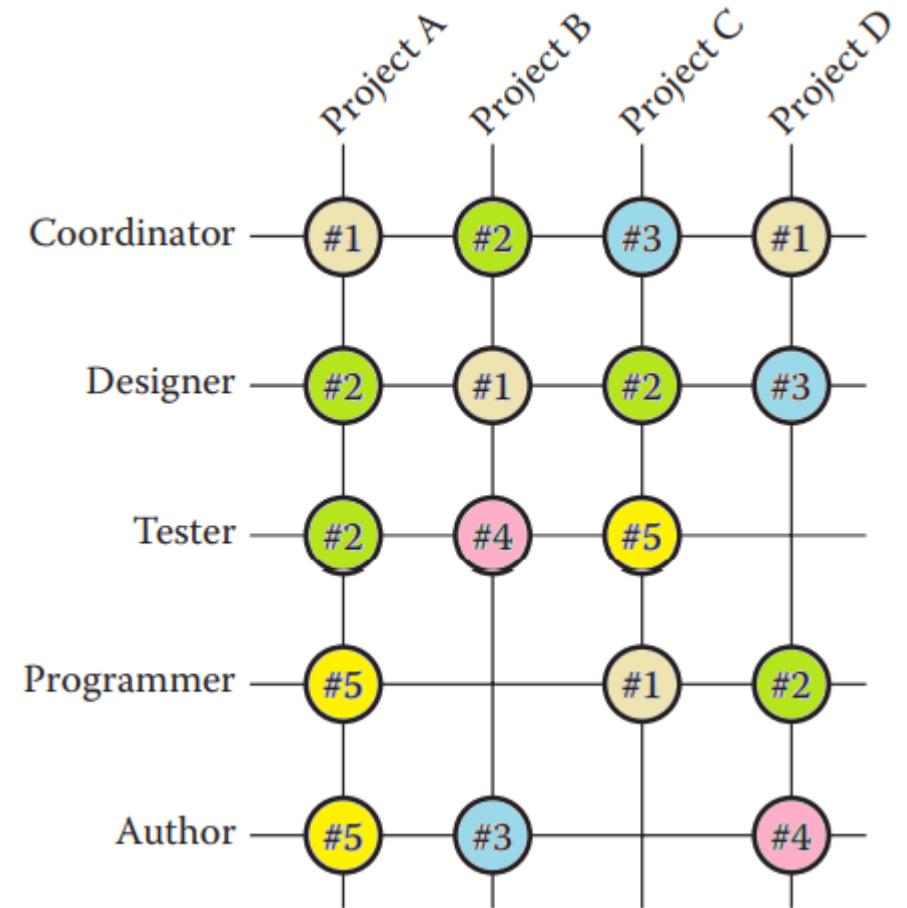 Project A Project B Project C Project D
Coordinator #1 #2 #3 #1
Designer #2 #1 #2 #3
Tester #2 #4 #5
Programmer #5 #1 #2
Author #5 #3 #4